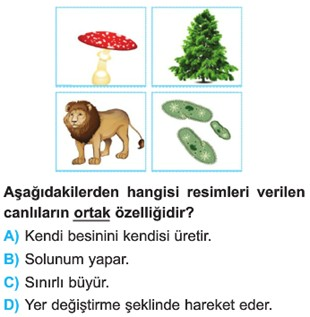 Aşağıdakilerden hangisi resimleri verilen
canlıların ortak özelliğidir?
A) Kendi besinini kendisi üretir.
B) Solunum yapar.
C) Sınırlı büyür.
D) Yer değiştirme şeklinde hareket eder.